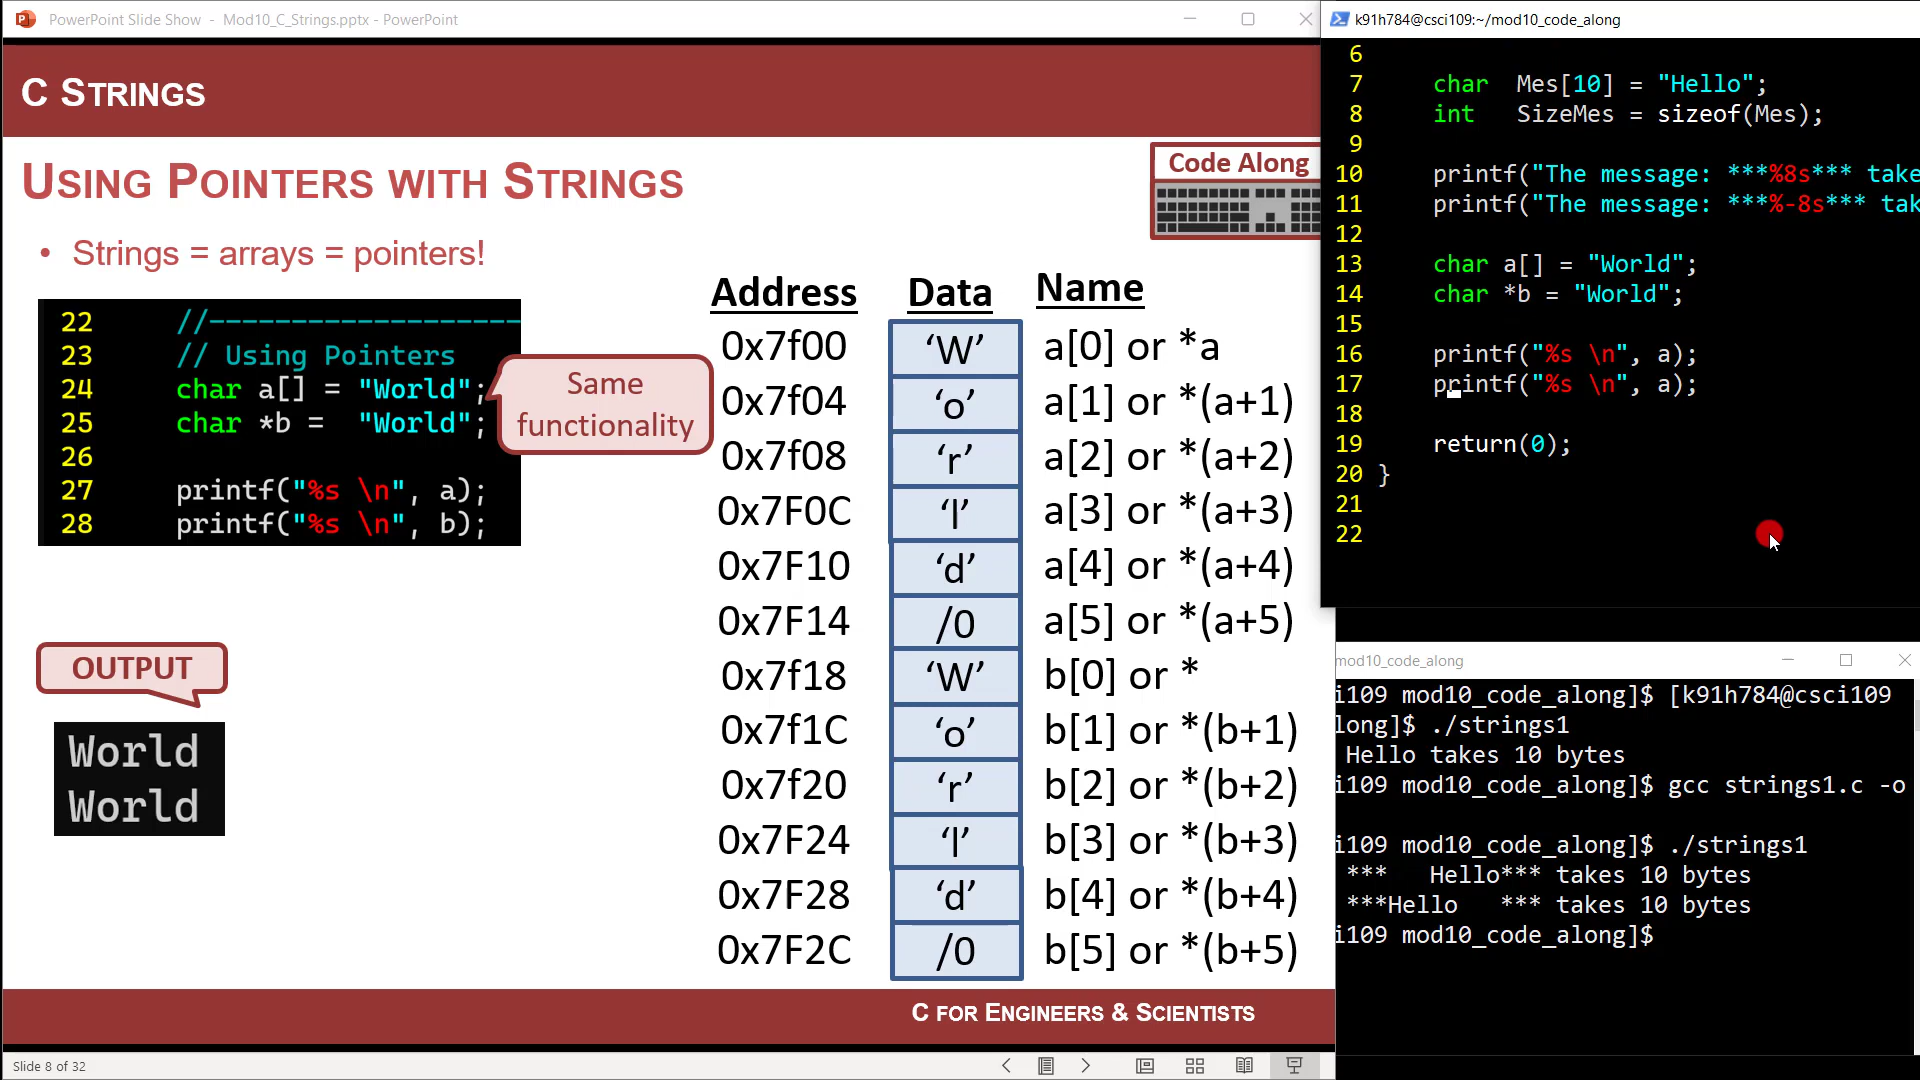 PowerPoint Slide Show - Mod10_C_Strings.pptx - PowerPoint
C STRINGS
USING POINTERS WITH STRINGS
Code Along
• Strings = arrays = pointers!
22 //-------------------
23 // Using Pointers
24 char a[] = "World";
25 char *b = "World";
26
27 printf("%s \n", a);
28 printf("%s \n", b);
Same
functionality
OUTPUT
World
World
Address Data Name
0x7f00 ‘W’ a[0] or *a
0x7f04 ‘o’ a[1] or *(a+1)
0x7f08 ‘r’ a[2] or *(a+2)
0x7F0C ‘l’ a[3] or *(a+3)
0x7F10 ‘d’ a[4] or *(a+4)
0x7F14 /0 a[5] or *(a+5)
0x7f18 ‘W’ b[0] or *
0x7f1C ‘o’ b[1] or *(b+1)
0x7f20 ‘r’ b[2] or *(b+2)
0x7F24 ‘l’ b[3] or *(b+3)
0x7F28 ‘d’ b[4] or *(b+4)
0x7F2C /0 b[5] or *(b+5)
C FOR ENGINEERS & SCIENTISTS
Slide 8 of 32
k91h784@csci109:~/mod10_code_along
6
7 char Mes[10] = "Hello";
8 int SizeMes = sizeof(Mes);
9
10 printf("The message: ***%8s*** take
11 printf("The message: ***%-8s*** tak
12
13 char a[] = "World";
14 char *b = "World";
15
16 printf("%s \n", a);
17 printf("%s \n", a);
18
19 return(0);
20 }
21
22
mod10_code_along
i109 mod10_code_along]$ [k91h784@csci109
long]$ ./strings1
Hello takes 10 bytes
i109 mod10_code_along]$ gcc strings1.c -o
i109 mod10_code_along]$ ./strings1
***   Hello*** takes 10 bytes
***Hello   *** takes 10 bytes
i109 mod10_code_along]$